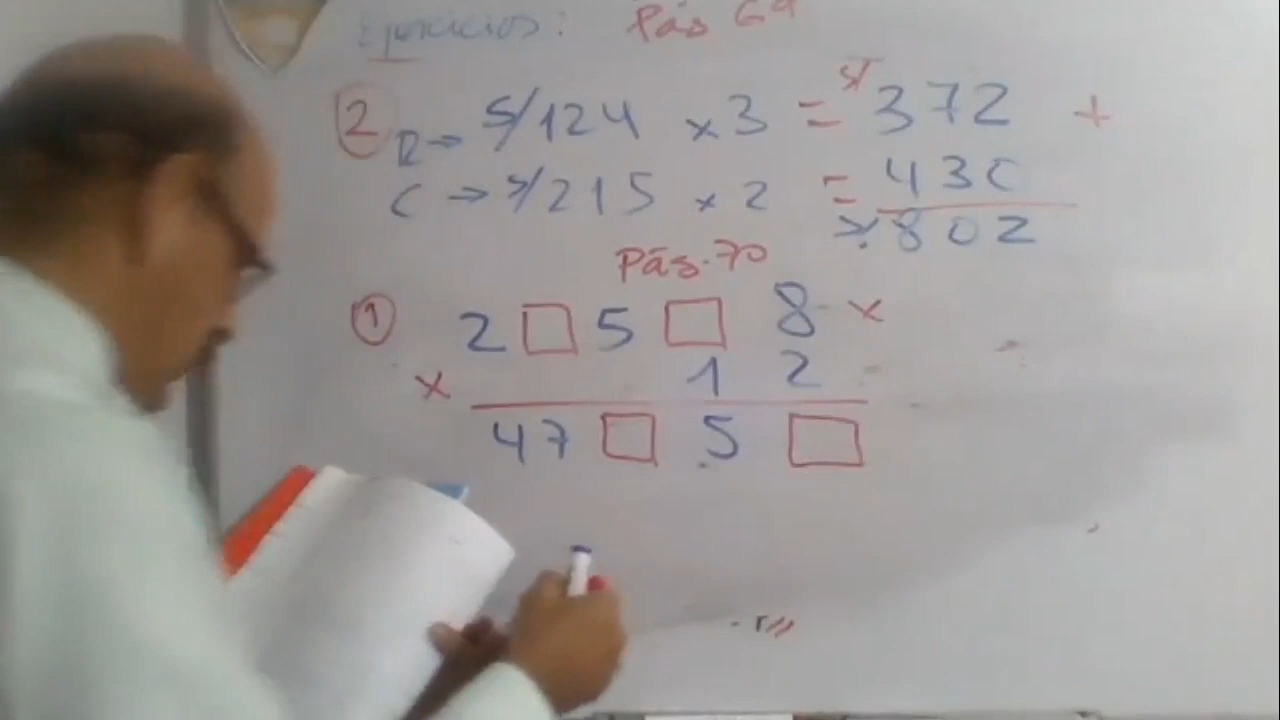 Ejercicios: Pág 69
2 R → S/124 x 3 = S/ 372 +
C → S/215 x 2 = 430
S/. 802
Pág. 70
1 2 □ 5 □ 8 x
x 1 2
47 □ 5 □